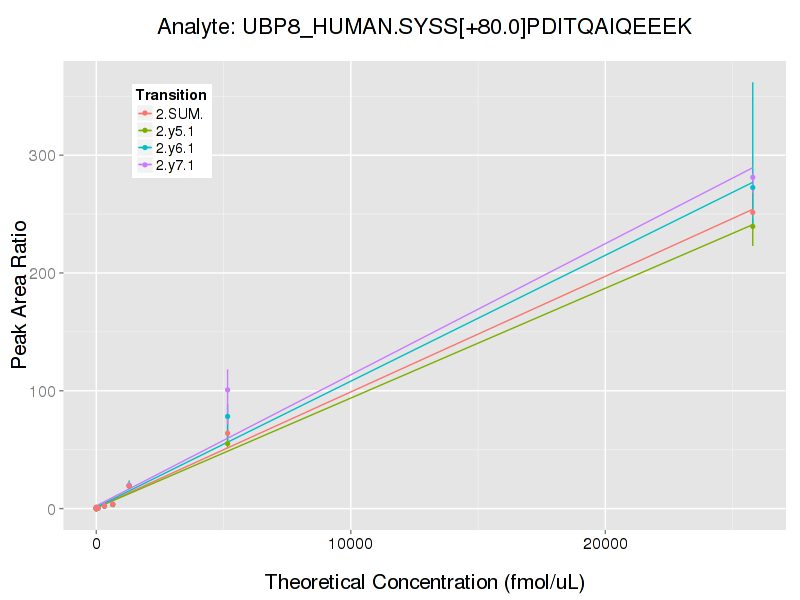 Analyte: UBP8_HUMAN.SYSS[+80.0]PDITQAIQEEEK
Transition
2.SUM.
2.y5.1
2.y6.1
2.y7.1
300
200
100
0
Peak Area Ratio
0 10000 20000
Theoretical Concentration (fmol/uL)